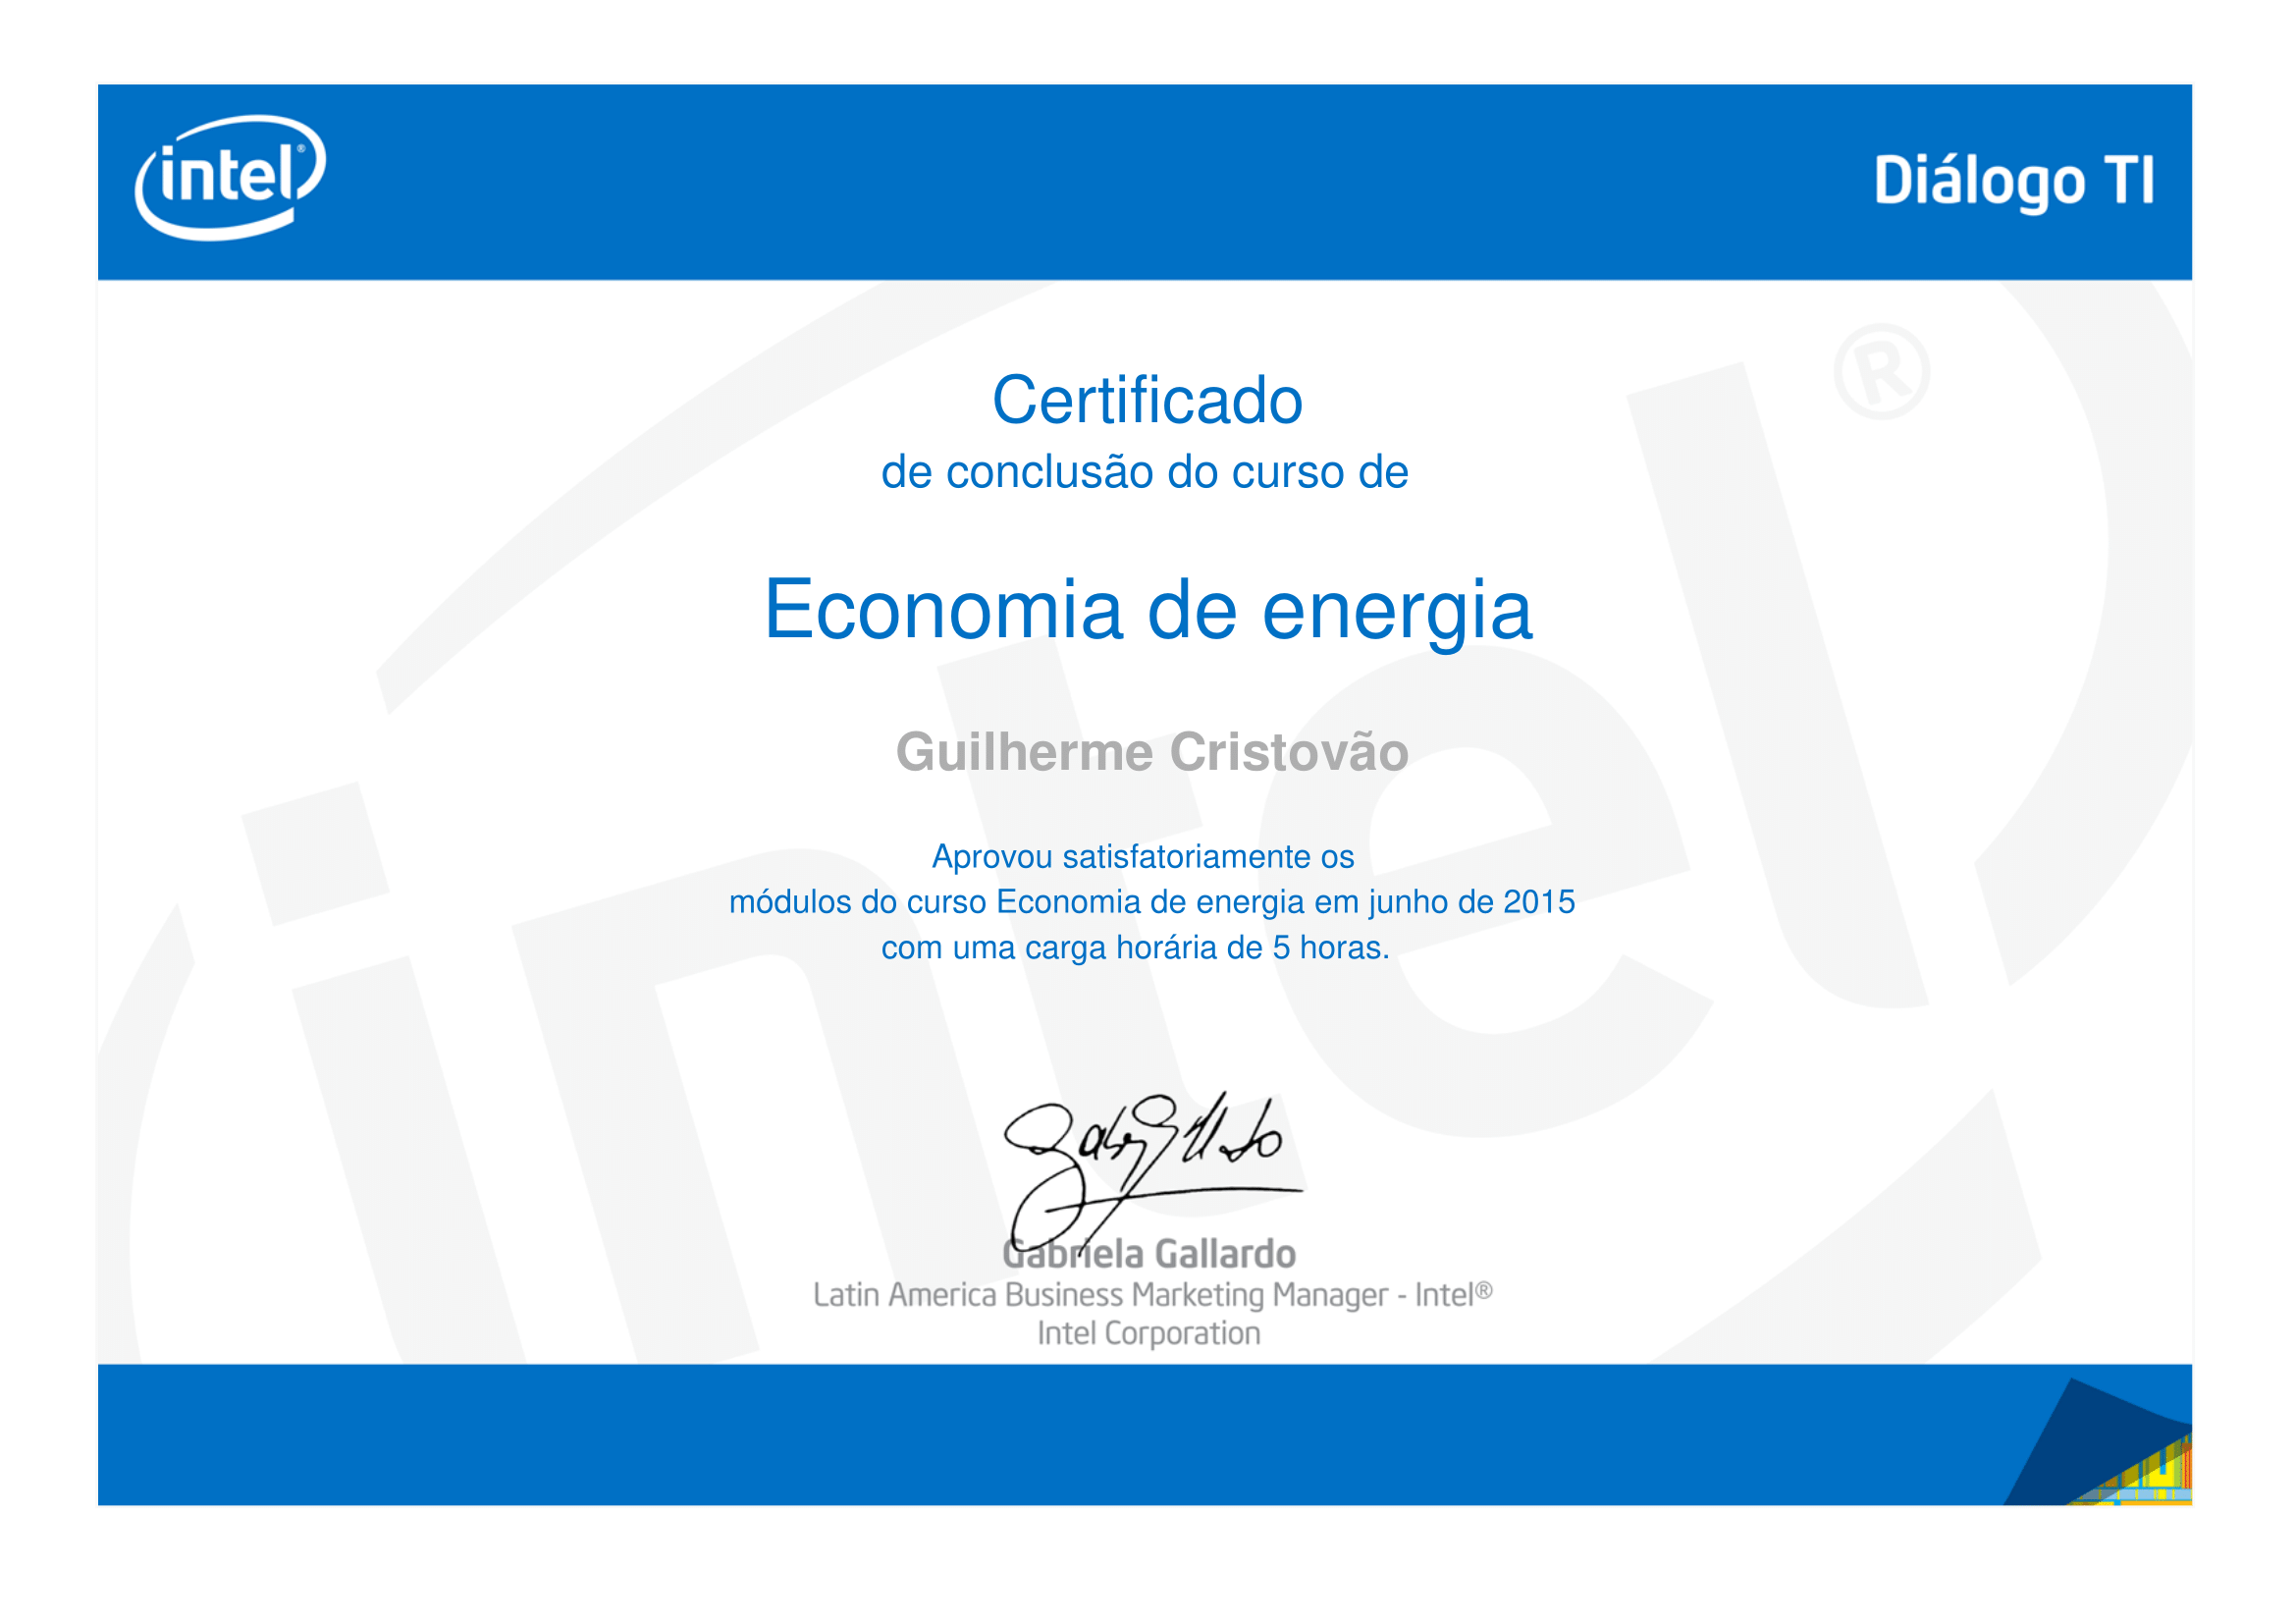 intel®
Diálogo TI
Certificado
de conclusão do curso de
Economia de energia
Guilherme Cristovão
Aprovou satisfatoriamente os
módulos do curso Economia de energia em junho de 2015
com uma carga horária de 5 horas.
Gabriela Gallardo
Latin America Business Marketing Manager - Intel®
Intel Corporation